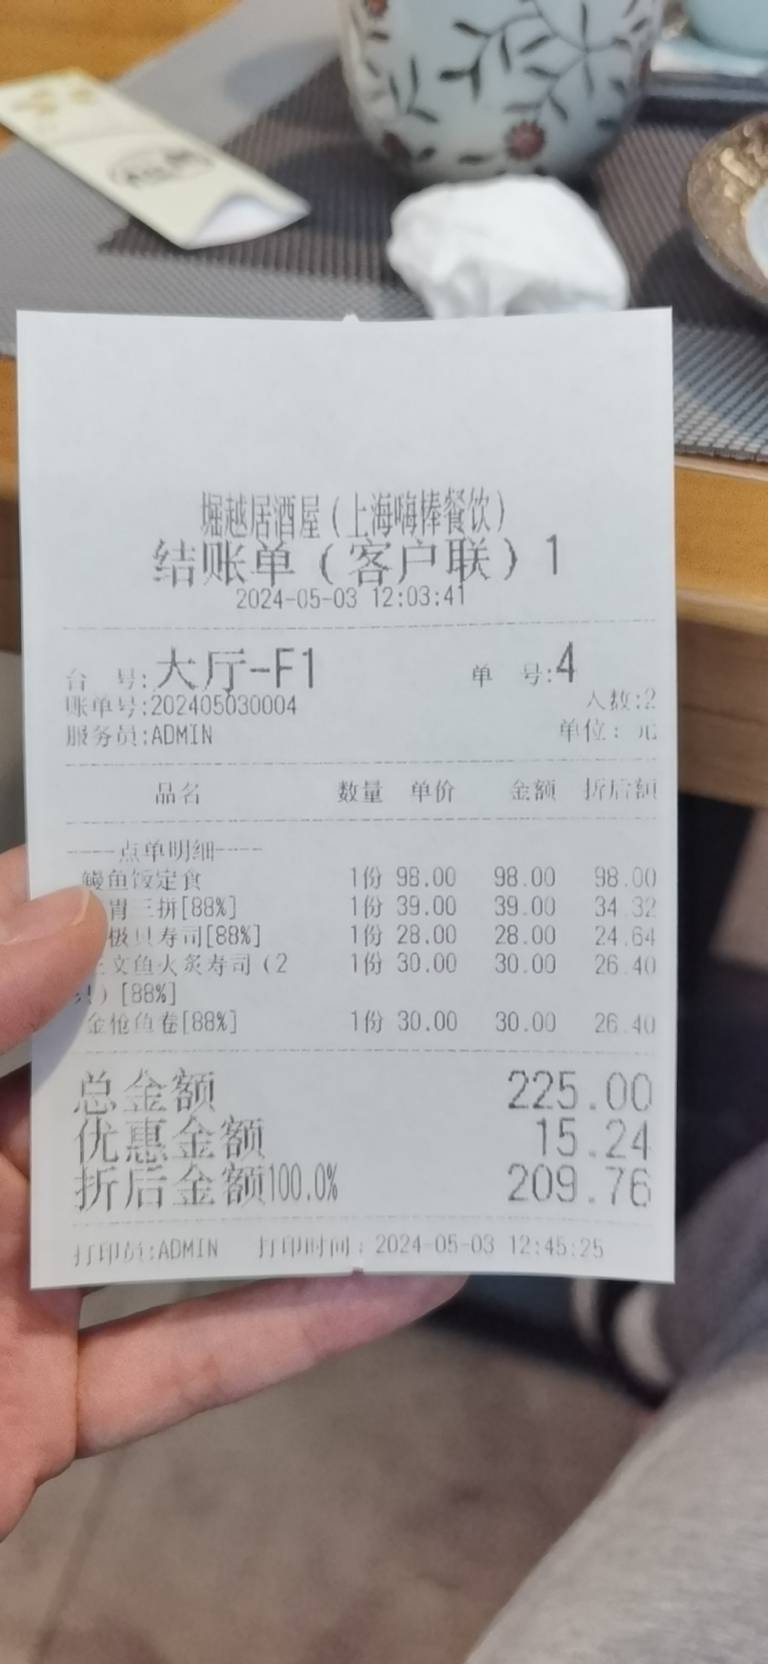 堀越居酒屋（上海嗨棒餐饮）
结账单（客户联）1
2024-05-03 12:03:41
台 号:大厅-F1 单 号:4
账单号:202405030004 人数:2
服务员:ADMIN 单位: 元
品名 数量 单价 金额 折后额
----点单明细----
鳗鱼饭定食 1份 98.00 98.00 98.00
胃三拼[88%] 1份 39.00 39.00 34.32
极贝寿司[88%] 1份 28.00 28.00 24.64
三文鱼火炙寿司（2 1份 30.00 30.00 26.40
）[88%]
金枪鱼卷[88%] 1份 30.00 30.00 26.40
总金额 225.00
优惠金额 15.24
折后金额100.0% 209.76
打印员:ADMIN 打印时间: 2024-05-03 12:45:25